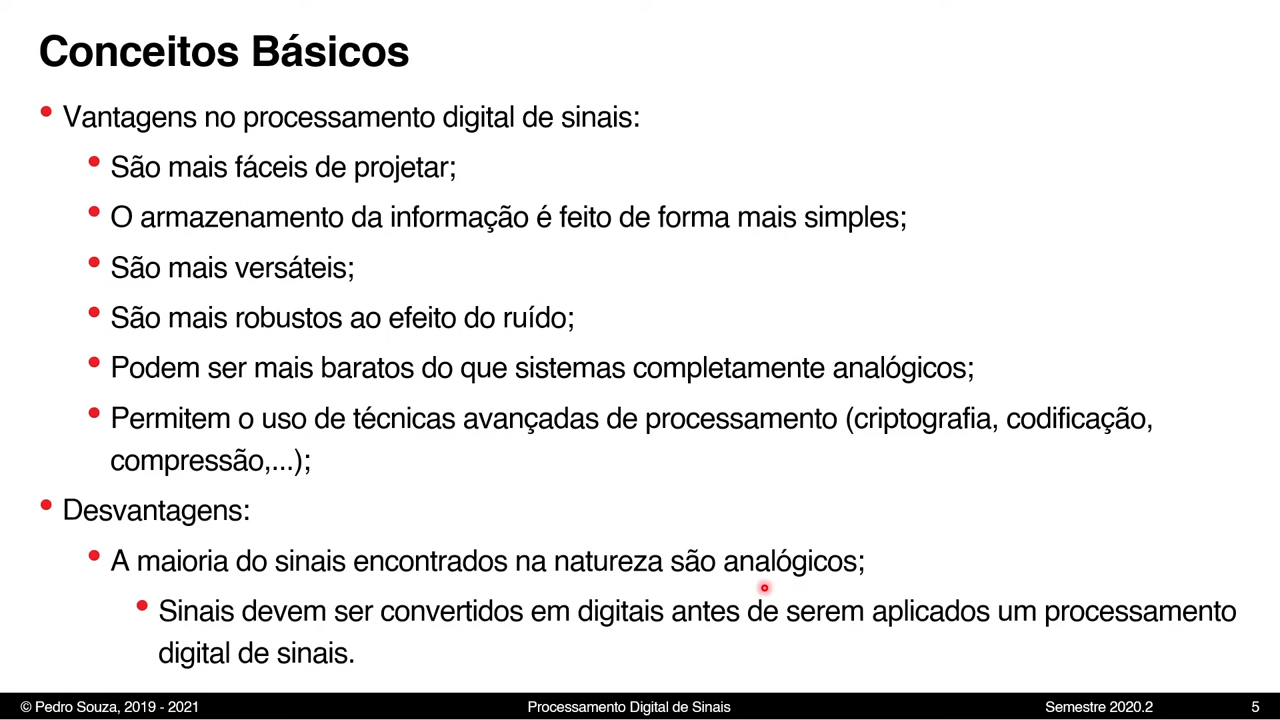 Conceitos Básicos
• Vantagens no processamento digital de sinais:
• São mais fáceis de projetar;
• O armazenamento da informação é feito de forma mais simples;
• São mais versáteis;
• São mais robustos ao efeito do ruído;
• Podem ser mais baratos do que sistemas completamente analógicos;
• Permitem o uso de técnicas avançadas de processamento (criptografia, codificação,
compressão,...);
• Desvantagens:
• A maioria do sinais encontrados na natureza são analógicos;
• Sinais devem ser convertidos em digitais antes de serem aplicados um processamento
digital de sinais.
© Pedro Souza, 2019 - 2021 Processamento Digital de Sinais Semestre 2020.2 5